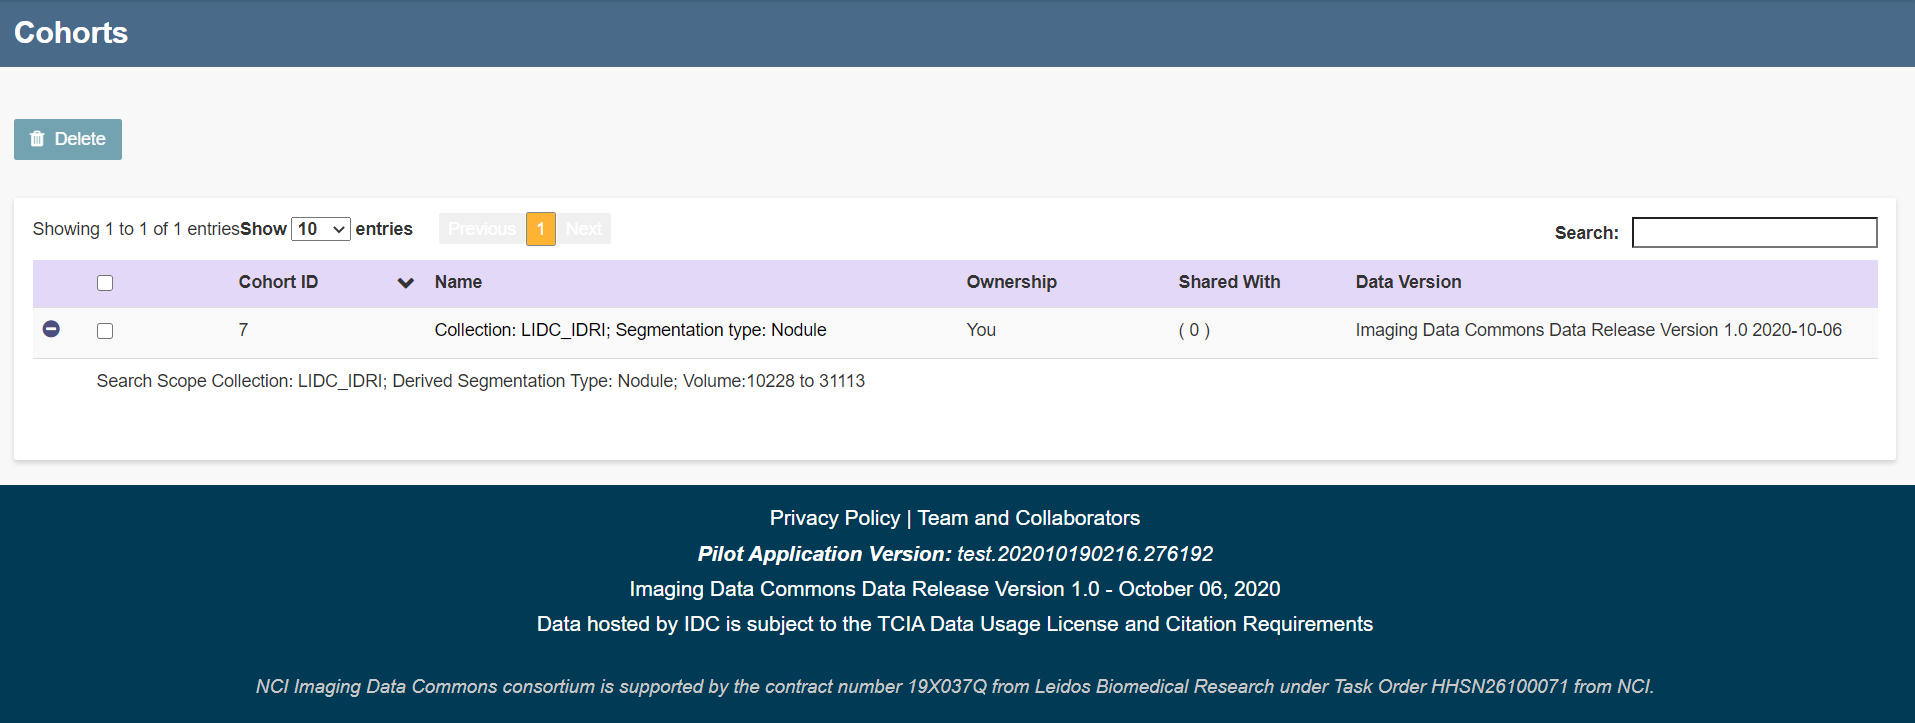 Cohorts
Delete
Showing 1 to 1 of 1 entries Show 10 entries Previous 1 Next Search:
Cohort ID Name Ownership Shared With Data Version
7 Collection: LIDC_IDRI; Segmentation type: Nodule You ( 0 ) Imaging Data Commons Data Release Version 1.0 2020-10-06
Search Scope Collection: LIDC_IDRI; Derived Segmentation Type: Nodule; Volume:10228 to 31113
Privacy Policy | Team and Collaborators
Pilot Application Version: test.202010190216.276192
Imaging Data Commons Data Release Version 1.0 - October 06, 2020
Data hosted by IDC is subject to the TCIA Data Usage License and Citation Requirements
NCI Imaging Data Commons consortium is supported by the contract number 19X037Q from Leidos Biomedical Research under Task Order HHSN26100071 from NCI.